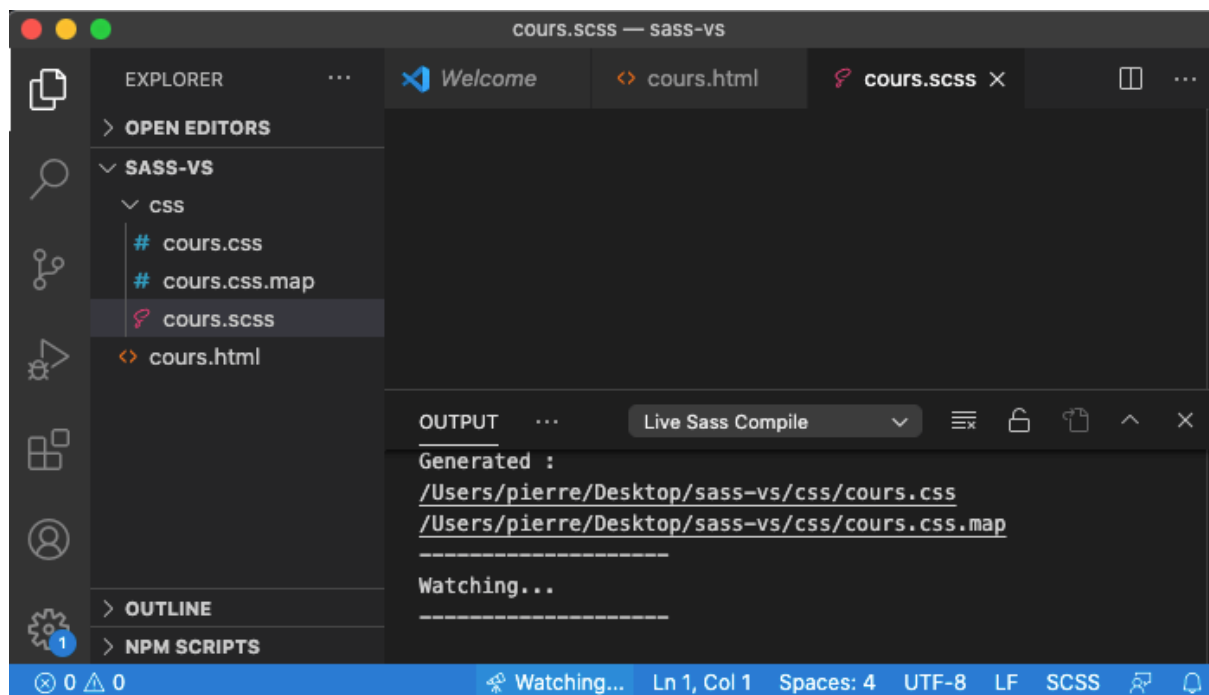 cours.scss — sass-vs
EXPLORER ···
Welcome
<> cours.html
cours.scss ×
···
> OPEN EDITORS
SASS-VS
css
# cours.css
# cours.css.map
cours.scss
<> cours.html
> OUTLINE
> NPM SCRIPTS
OUTPUT ··· Live Sass Compile
Generated :
/Users/pierre/Desktop/sass-vs/css/cours.css
/Users/pierre/Desktop/sass-vs/css/cours.css.map
--------------------
Watching...
--------------------
1
0 0 Watching... Ln 1, Col 1 Spaces: 4 UTF-8 LF SCSS